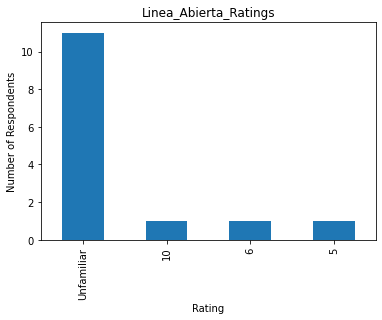 Linea_Abierta_Ratings
Number of Respondents
10
8
6
4
2
0
Unfamiliar
10
6
5
Rating